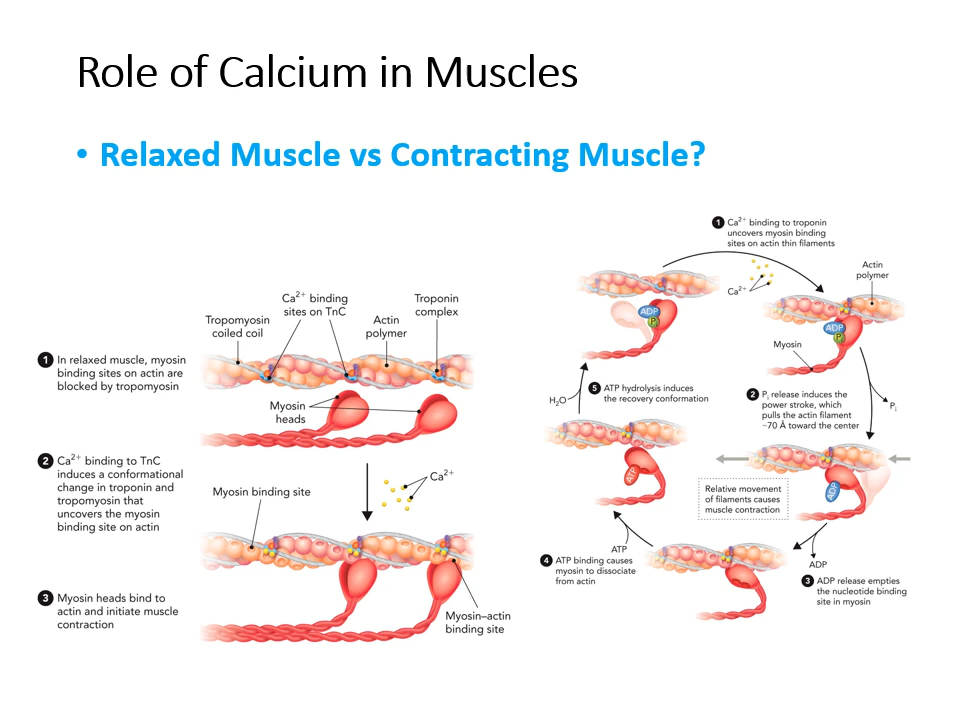 Role of Calcium in Muscles
• Relaxed Muscle vs Contracting Muscle?
Ca2+ binding
sites on TnC
Troponin
complex
Tropomyosin
coiled coil
Actin
polymer
1 In relaxed muscle, myosin
binding sites on actin are
blocked by tropomyosin
Myosin
heads
2 Ca2+ binding to TnC
induces a conformational
change in troponin and
tropomyosin that
uncovers the myosin
binding site on actin
Ca2+
Myosin binding site
3 Myosin heads bind to
actin and initiate muscle
contraction
Myosin–actin
binding site
1 Ca2+ binding to troponin
uncovers myosin binding
sites on actin thin filaments
Ca2+
Actin
polymer
ADP
P
ADP
P
Myosin
2 Pi release induces the
power stroke, which
pulls the actin filament
~70 Å toward the center
Pi
Relative movement
of filaments causes
muscle contraction
ADP
ADP
3 ADP release empties
the nucleotide binding
site in myosin
ATP
4 ATP binding causes
myosin to dissociate
from actin
ATP
H2O
5 ATP hydrolysis induces
the recovery conformation